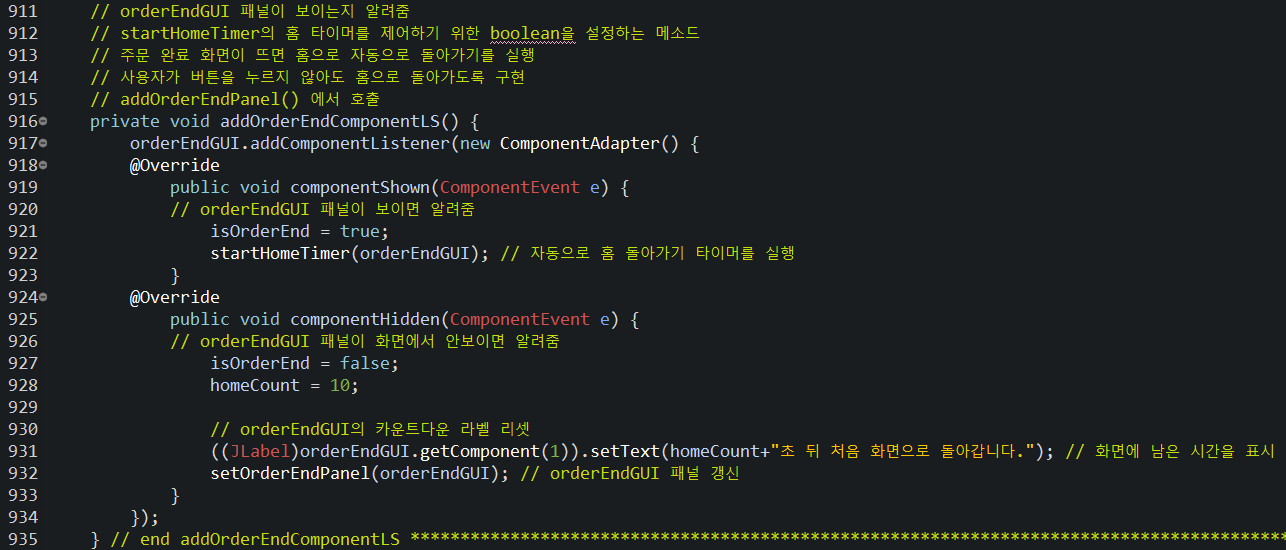 911 // orderEndGUI 패널이 보이는지 알려줌
912 // startHomeTimer의 홈 타이머를 제어하기 위한 boolean을 설정하는 메소드
913 // 주문 완료 화면이 뜨면 홈으로 자동으로 돌아가기를 실행
914 // 사용자가 버튼을 누르지 않아도 홈으로 돌아가도록 구현
915 // addOrderEndPanel() 에서 호출
916 private void addOrderEndComponentLS() {
917 orderEndGUI.addComponentListener(new ComponentAdapter() {
918 @Override
919 public void componentShown(ComponentEvent e) {
920 // orderEndGUI 패널이 보이면 알려줌
921 isOrderEnd = true;
922 startHomeTimer(orderEndGUI); // 자동으로 홈 돌아가기 타이머를 실행
923 }
924 @Override
925 public void componentHidden(ComponentEvent e) {
926 // orderEndGUI 패널이 화면에서 안보이면 알려줌
927 isOrderEnd = false;
928 homeCount = 10;
929
930 // orderEndGUI의 카운트다운 라벨 리셋
931 ((JLabel)orderEndGUI.getComponent(1)).setText(homeCount+"초 뒤 처음 화면으로 돌아갑니다."); // 화면에 남은 시간을 표시
932 setOrderEndPanel(orderEndGUI); // orderEndGUI 패널 갱신
933 }
934 });
935 } // end addOrderEndComponentLS ****************************************************************************************